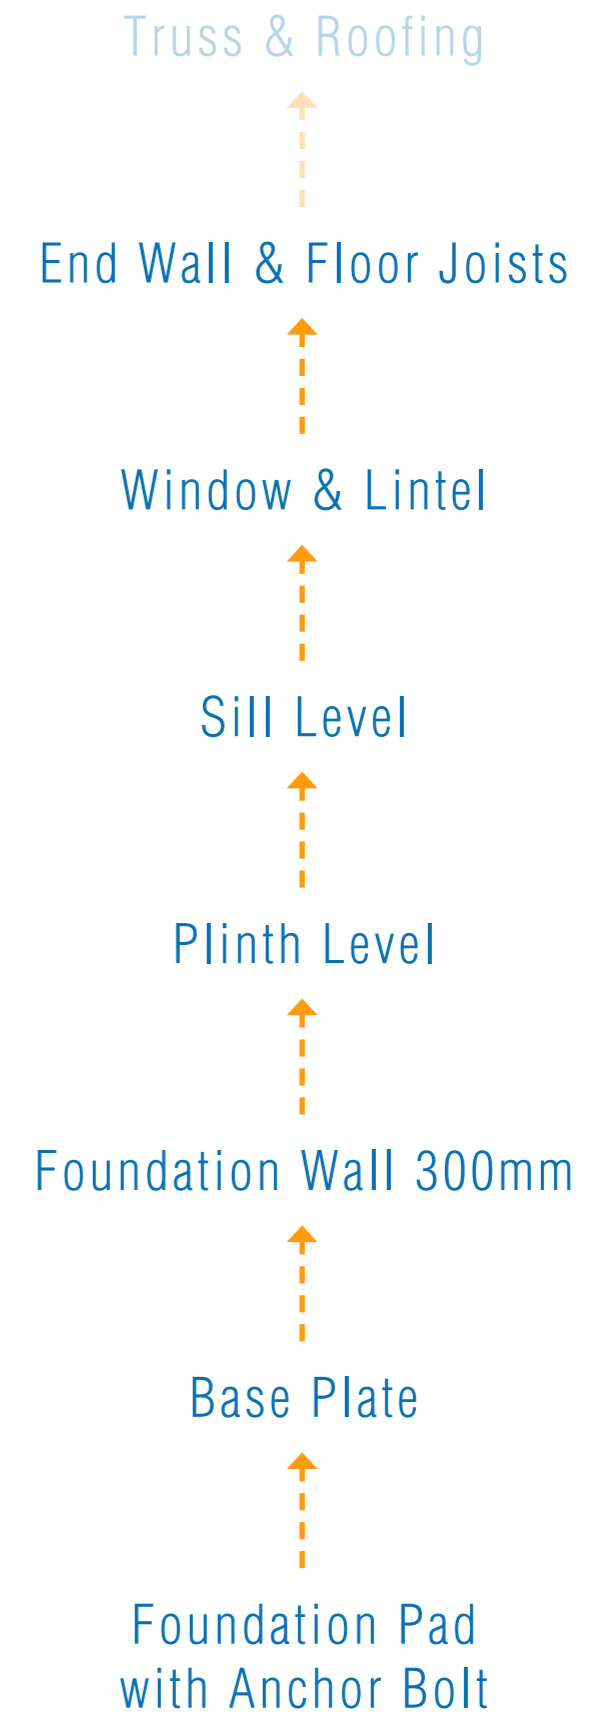 Truss & Roofing
End Wall & Floor Joists
Window & Lintel
Sill Level
Plinth Level
Foundation Wall 300mm
Base Plate
Foundation Pad
with Anchor Bolt